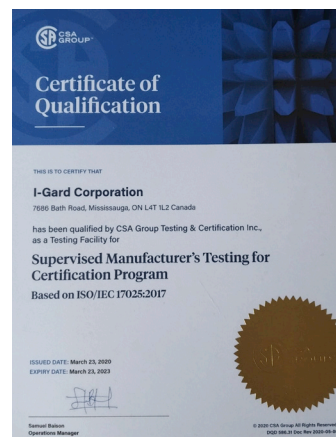 CSA
GROUP™
Certificate of
Qualification
THIS IS TO CERTIFY THAT
I-Gard Corporation
7686 Bath Road, Mississauga, ON L4T 1L2 Canada
has been qualified by CSA Group Testing & Certification Inc.,
as a Testing Facility for
Supervised Manufacturer's Testing for
Certification Program
Based on ISO/IEC 17025:2017
ISSUED DATE: March 23, 2020
EXPIRY DATE: March 23, 2023
Samuel Baison
Operations Manager
© 2020 CSA Group All Rights Reserved.